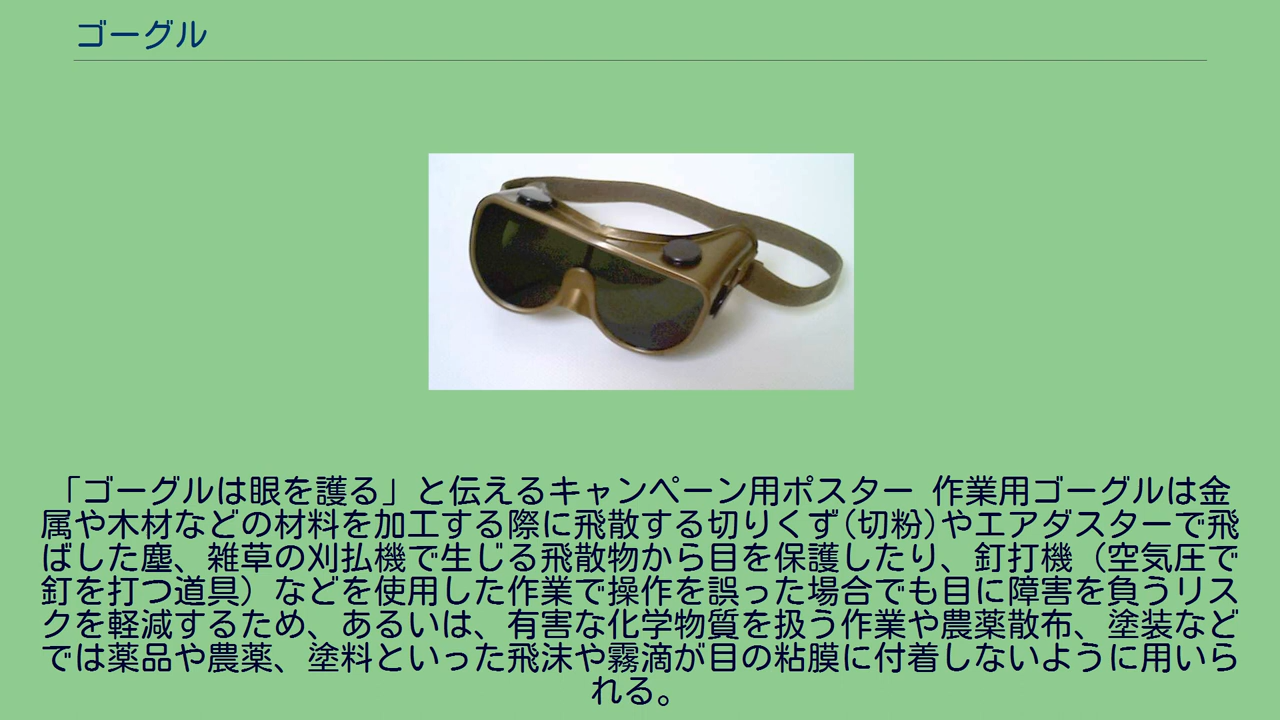 ゴーグル
「ゴーグルは眼を護る」と伝えるキャンペーン用ポスター 作業用ゴーグルは金
属や木材などの材料を加工する際に飛散する切りくず(切粉)やエアダスターで飛
ばした塵、雑草の刈払機で生じる飛散物から目を保護したり、釘打機（空気圧で
釘を打つ道具）などを使用した作業で操作を誤った場合でも目に障害を負うリス
クを軽減するため、あるいは、有害な化学物質を扱う作業や農薬散布、塗装など
では薬品や農薬、塗料といった飛沫や霧滴が目の粘膜に付着しないように用いら
れる。